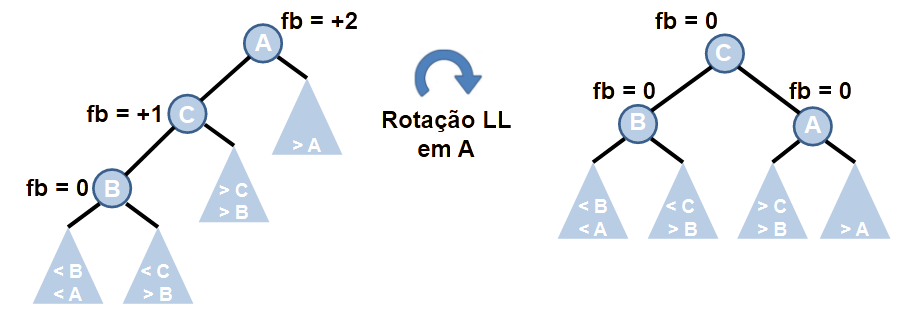 fb = +2
A
fb = +1
C
> A
fb = 0
B
> C
> B
< B
< A
< C
> B
Rotação LL
em A
fb = 0
C
fb = 0
fb = 0
B
A
< B
< A
< C
> B
> C
> B
> A